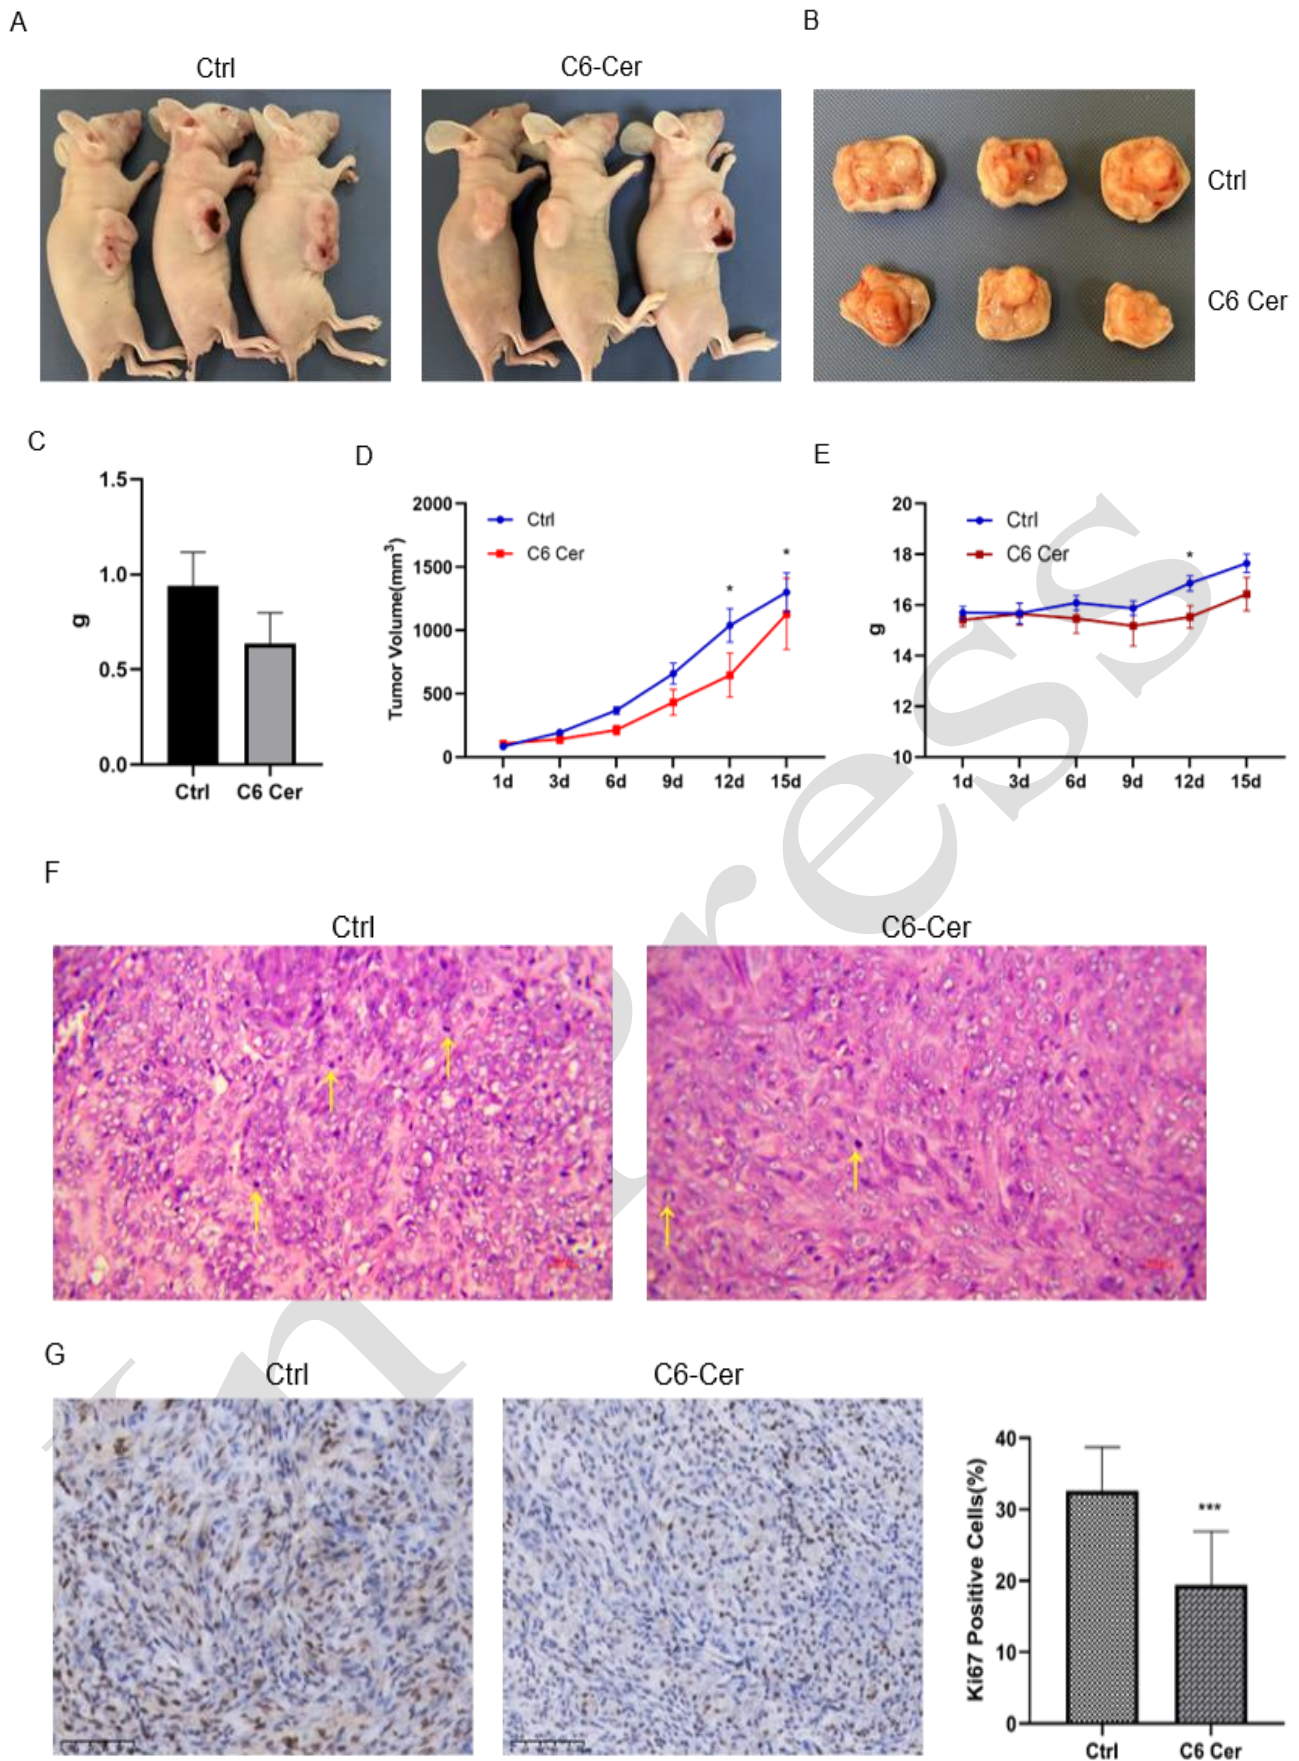 A
B
Ctrl
C6-Cer
Ctrl
C6 Cer
C
D
E
1.5
1.0
0.5
0.0
g
Ctrl
C6 Cer
2000
1500
1000
500
0
Tumor Volume(mm³)
Ctrl
C6 Cer
*
*
1d
3d
6d
9d
12d
15d
20
18
16
14
12
10
g
Ctrl
C6 Cer
*
1d
3d
6d
9d
12d
15d
F
Ctrl
C6-Cer
G
Ctrl
C6-Cer
40
30
20
10
0
Ki67 Positive Cells(%)
***
Ctrl
C6 Cer
In press